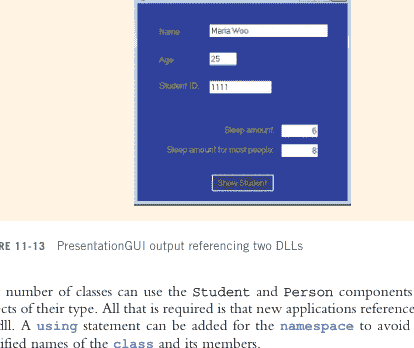 Name Maria Woo
Age 25
Student ID: 1111
Sleep amount: 6
Sleep amount for most people: 8
Show Student
RE 11-13 PresentationGUI output referencing two DLLs
number of classes can use the Student and Person components
cts of their type. All that is required is that new applications reference
dll. A using statement can be added for the namespace to avoid
ified names of the class and its members.